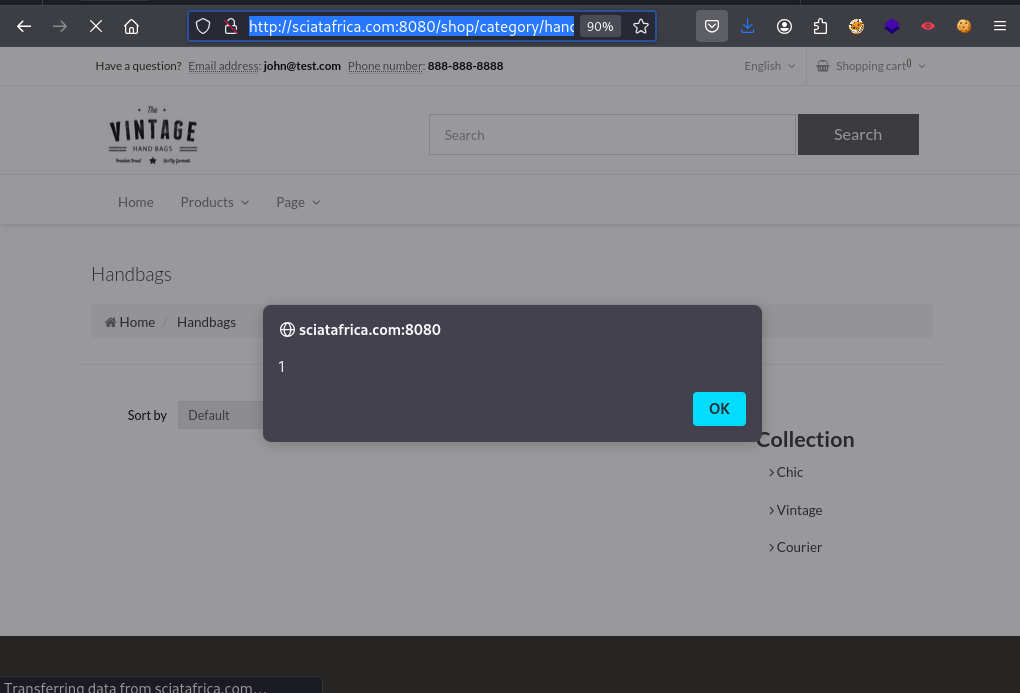 http://sciatafrica.com:8080/shop/category/hand
90%
Have a question? Email address: john@test.com Phone number: 888-888-8888
English
Shopping cart0
The
VINTAGE
HAND BAGS
Premium Brand
Search
Search
Home Products Page
Handbags
Home / Handbags
sciatafrica.com:8080
1
OK
Sort by Default
Collection
Chic
Vintage
Courier
Transferring data from sciatafrica.com...